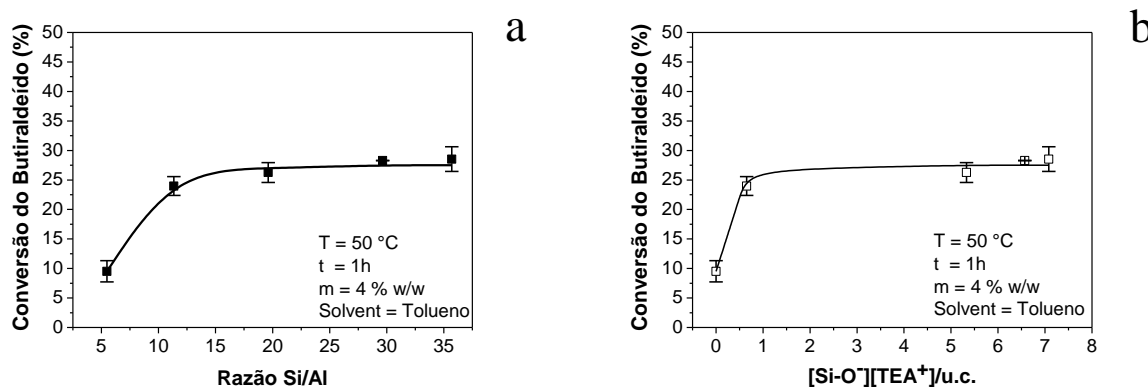 a
Conversão do Butiraldeído (%)
50
45
40
35
30
25
20
15
10
5
0
T = 50 °C
t = 1h
m = 4 % w/w
Solvent = Tolueno
5 10 15 20 25 30 35
Razão Si/Al
b
Conversão do Butiraldeído (%)
50
45
40
35
30
25
20
15
10
5
0
T = 50 °C
t = 1h
m = 4 % w/w
Solvent = Tolueno
0 1 2 3 4 5 6 7 8
[Si-O⁻][TEA⁺]/u.c.